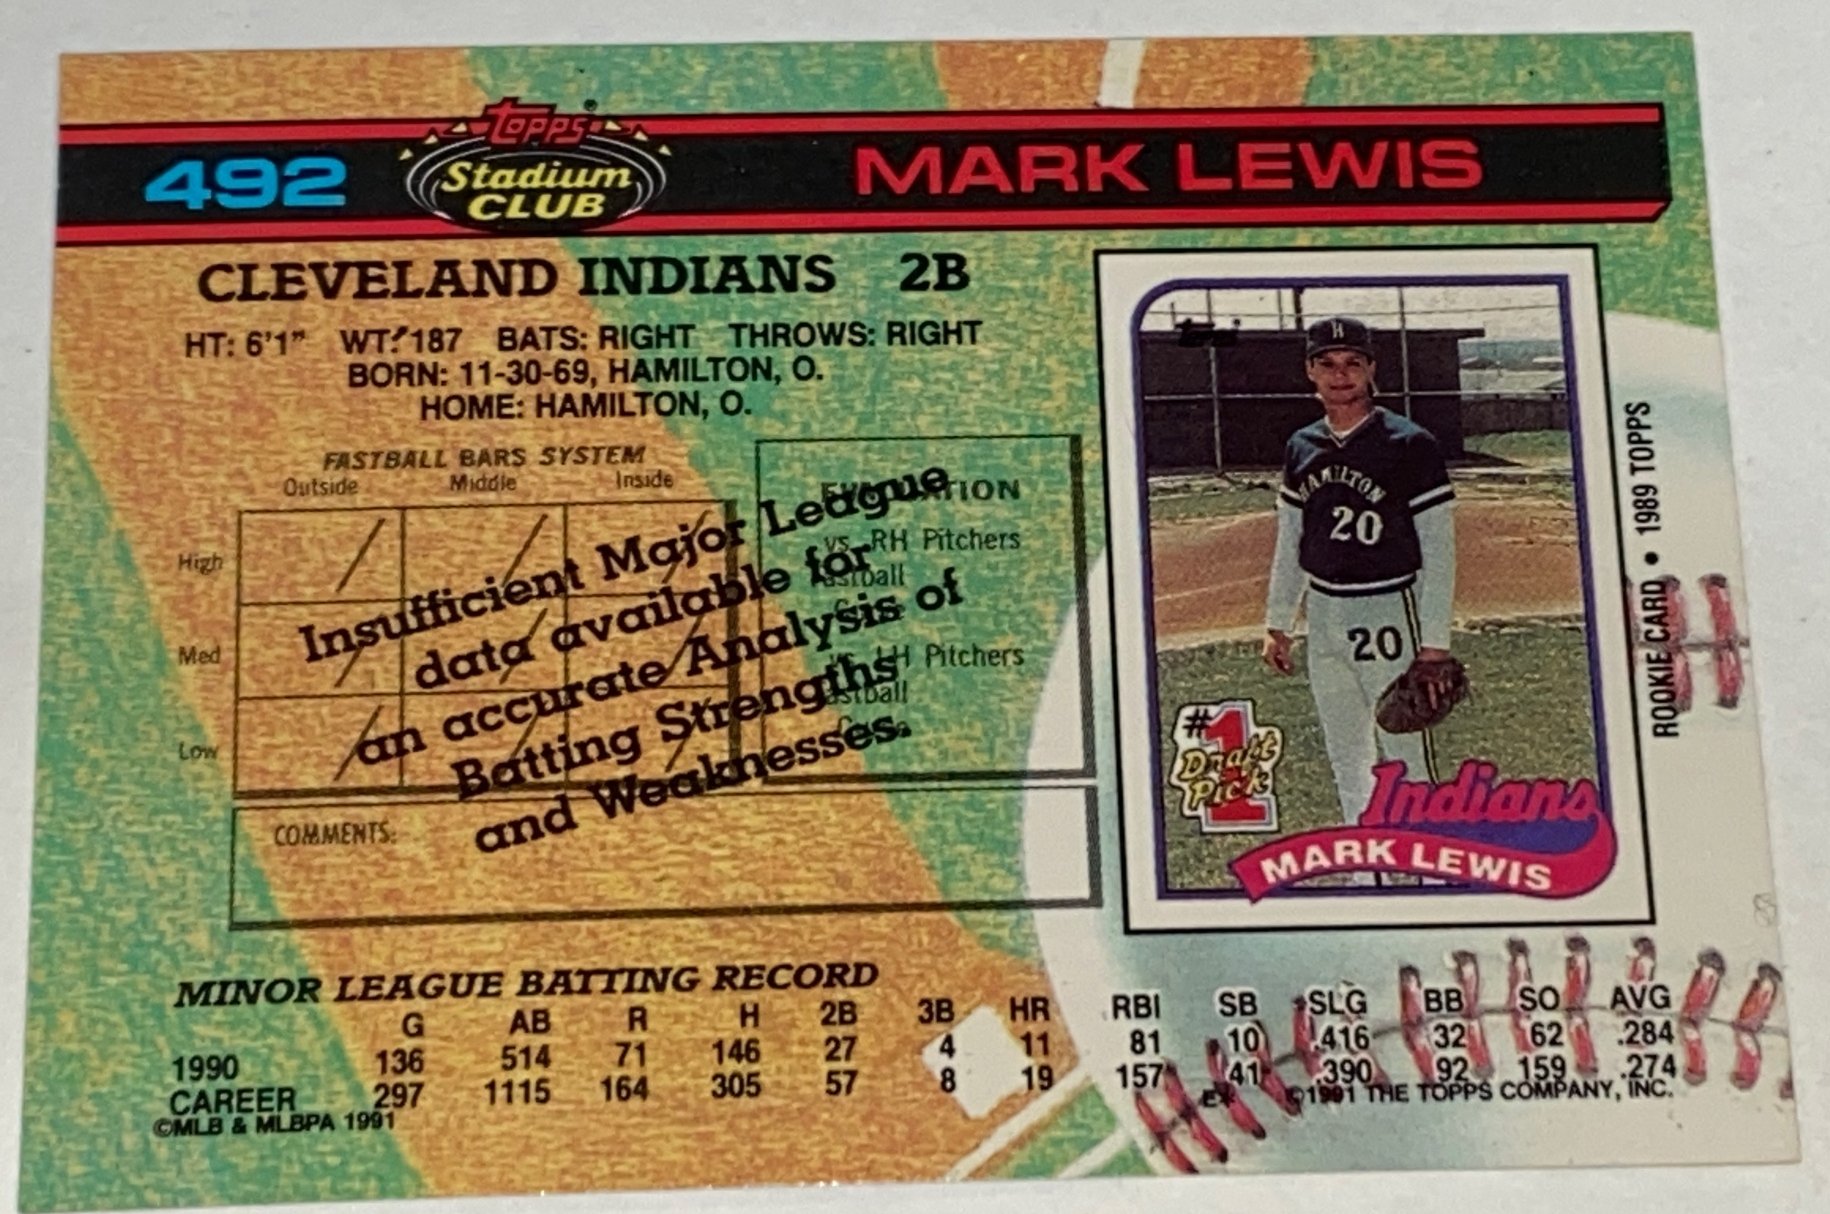 492
topps®
Stadium
CLUB
MARK LEWIS
CLEVELAND INDIANS 2B
HT: 6'1" WT: 187 BATS: RIGHT THROWS: RIGHT
BORN: 11-30-69, HAMILTON, O.
HOME: HAMILTON, O.
FASTBALL BARS SYSTEM
Outside Middle Inside
High
Med
Low
Insufficient Major League
data available for
an accurate Analysis of
Batting Strengths
and Weaknesses.
vs. RH Pitchers
LH Pitchers
COMMENTS:
H
HAMILTON
20
20
#1
Draft
Pick
Indians
MARK LEWIS
ROOKIE CARD • 1989 TOPPS
MINOR LEAGUE BATTING RECORD
G AB R H 2B 3B HR RBI SB SLG BB SO AVG
1990 136 514 71 146 27 4 11 81 10 .416 32 62 .284
CAREER 297 1115 164 305 57 8 19 157 41 .390 92 159 .274
©MLB & MLBPA 1991 E* ©1991 THE TOPPS COMPANY, INC.